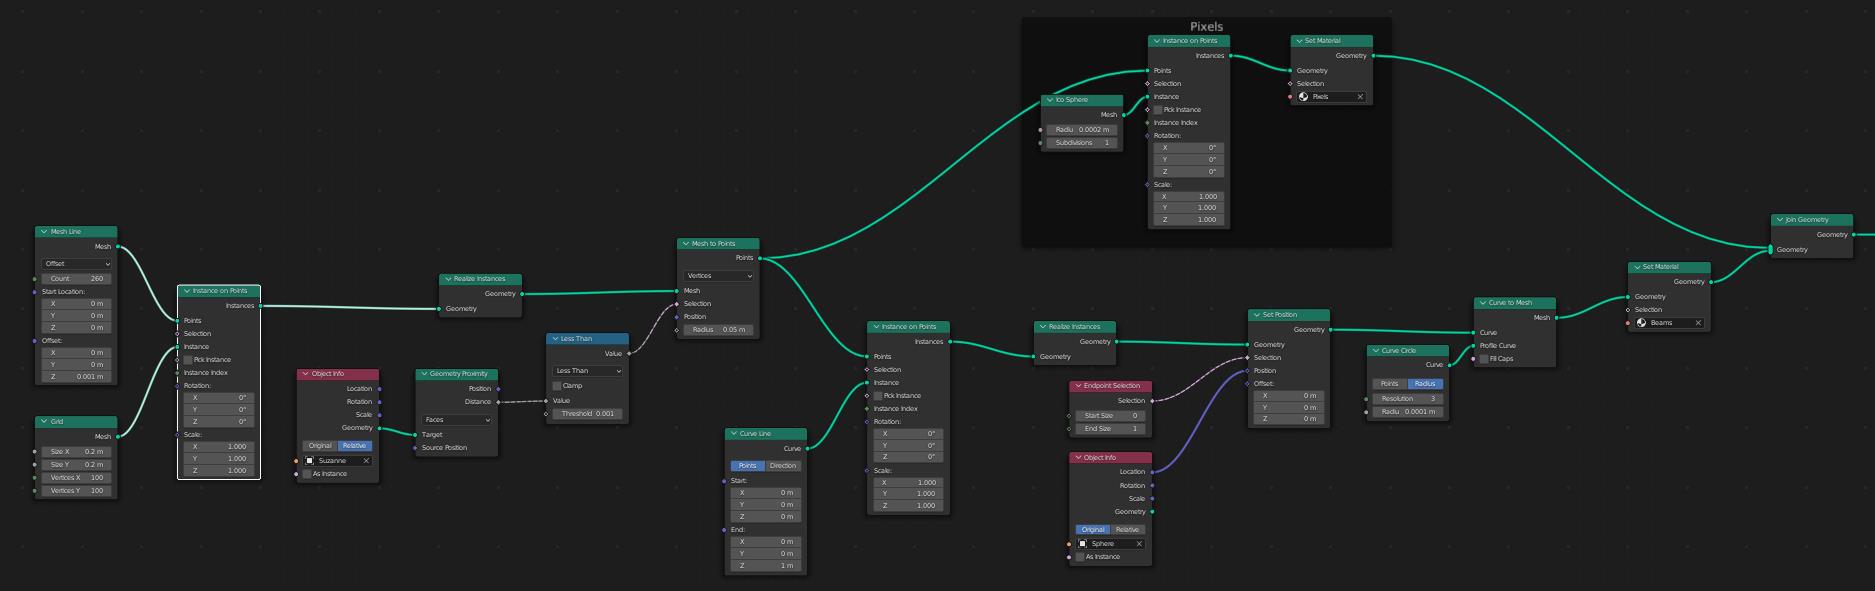 Mesh Line
Mesh
Offset
Count 260
Start Location:
X 0 m
Y 0 m
Z 0 m
Offset:
X 0 m
Y 0 m
Z 0.001 m
Grid
Mesh
Size X 0.2 m
Size Y 0.2 m
Vertices X 100
Vertices Y 100
Instance on Points
Instances
Points
Selection
Instance
Pick Instance
Instance Index
Rotation:
X 0°
Y 0°
Z 0°
Scale:
X 1.000
Y 1.000
Z 1.000
Object Info
Location
Rotation
Scale
Geometry
Original Relative
Suzanne
As Instance
Realize Instances
Geometry
Geometry
Geometry Proximity
Position
Distance
Faces
Target
Source Position
Less Than
Value
Less Than
Clamp
Value
Threshold 0.001
Mesh to Points
Points
Vertices
Mesh
Selection
Position
Radius 0.05 m
Curve Line
Curve
Points Direction
Start:
X 0 m
Y 0 m
Z 0 m
End:
X 0 m
Y 0 m
Z 1 m
Instance on Points
Instances
Points
Selection
Instance
Pick Instance
Instance Index
Rotation:
X 0°
Y 0°
Z 0°
Scale:
X 1.000
Y 1.000
Z 1.000
Pixels
Ico Sphere
Mesh
Radiu 0.0002 m
Subdivisions 1
Instance on Points
Instances
Points
Selection
Instance
Pick Instance
Instance Index
Rotation:
X 0°
Y 0°
Z 0°
Scale:
X 1.000
Y 1.000
Z 1.000
Set Material
Geometry
Geometry
Selection
Pixels
Realize Instances
Geometry
Geometry
Endpoint Selection
Selection
Start Size 0
End Size 1
Object Info
Location
Rotation
Scale
Geometry
Original Relative
Sphere
As Instance
Set Position
Geometry
Geometry
Selection
Position
Offset:
X 0 m
Y 0 m
Z 0 m
Curve Circle
Curve
Points Radius
Resolution 3
Radiu 0.0001 m
Curve to Mesh
Mesh
Curve
Profile Curve
Fill Caps
Set Material
Geometry
Geometry
Selection
Beams
Join Geometry
Geometry
Geometry